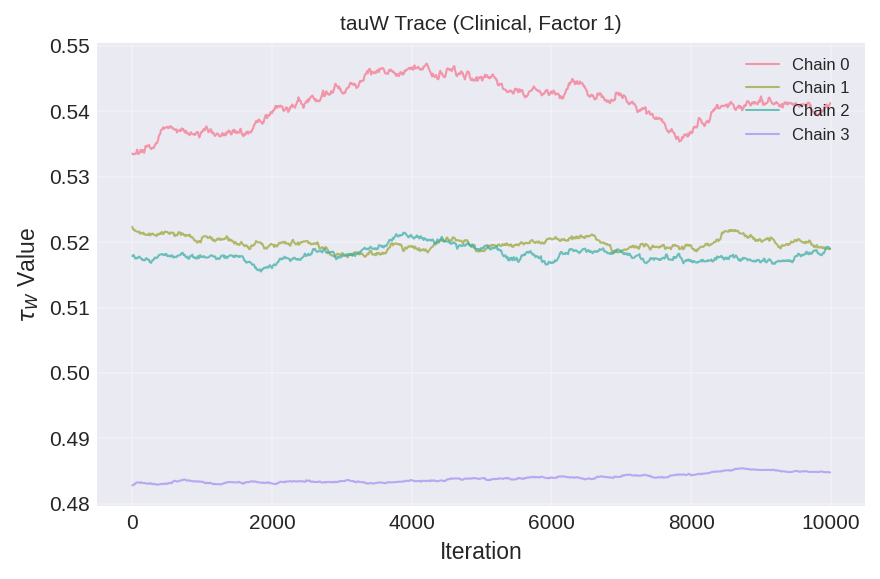 tauW Trace (Clinical, Factor 1)
0.55
0.54
0.53
0.52
0.51
0.50
0.49
0.48
τW Value
Chain 0
Chain 1
Chain 2
Chain 3
0 2000 4000 6000 8000 10000
Iteration